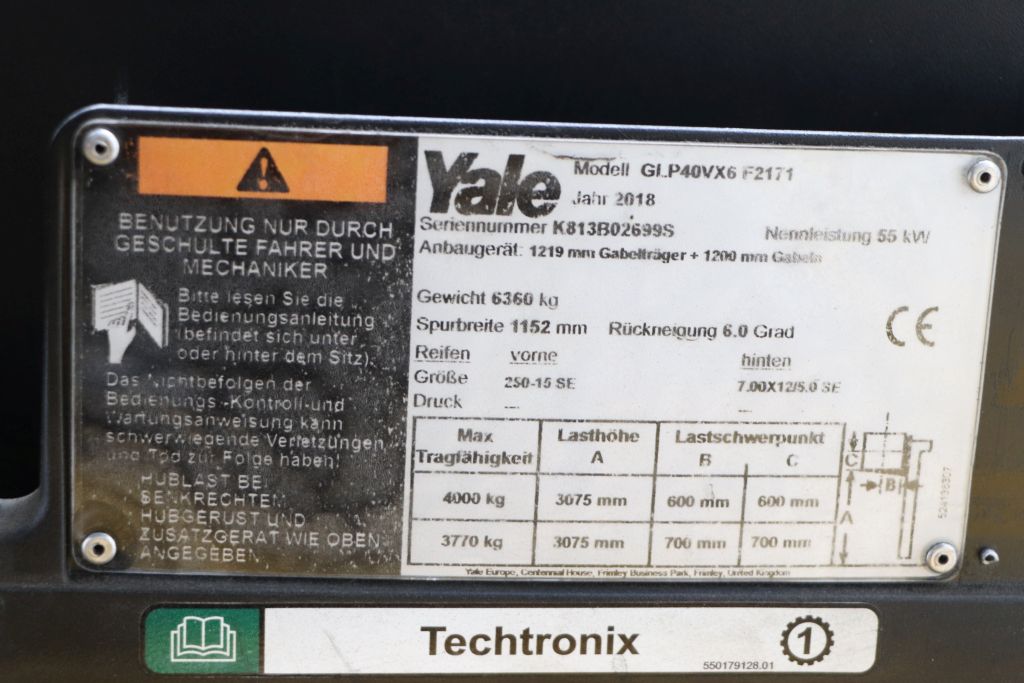 BENUTZUNG NUR DURCH
GESCHULTE FAHRER UND
MECHANIKER
Bitte lesen Sie die
Bedienungsanleitung
(befindet sich unter
oder hinter dem Sitz).
Das Nichtbefolgen der
Bedienungs-,Kontroll-und
Wartungsanweisung kann
schwerwiegende Verletzungen
und Tod zur Folge haben!
HUBLAST BEI
SENKRECHTEM
HUBGERÜST UND
ZUSATZGERÄT WIE OBEN
ANGEGEBEN.
Yale
Modell GLP40VX6 F2171
Jahr 2018
Seriennummer K813B02699S Nennleistung 55 kW
Anbaugerät: 1219 mm Gabelträger + 1200 mm Gabeln
Gewicht 6360 kg
Spurbreite 1152 mm Rückneigung 6.0 Grad
CE
Reifen vorne hinten
Größe 250-15 SE 7.00X12/5.0 SE
Druck --- ---
Max Lasthöhe Lastschwerpunkt
Tragfähigkeit A B C
4000 kg 3075 mm 600 mm 600 mm
3770 kg 3075 mm 700 mm 700 mm
C
B
A
524136307
Yale Europe, Centennial House, Frimley Business Park, Frimley, United Kingdom
Techtronix 1
550179128.01